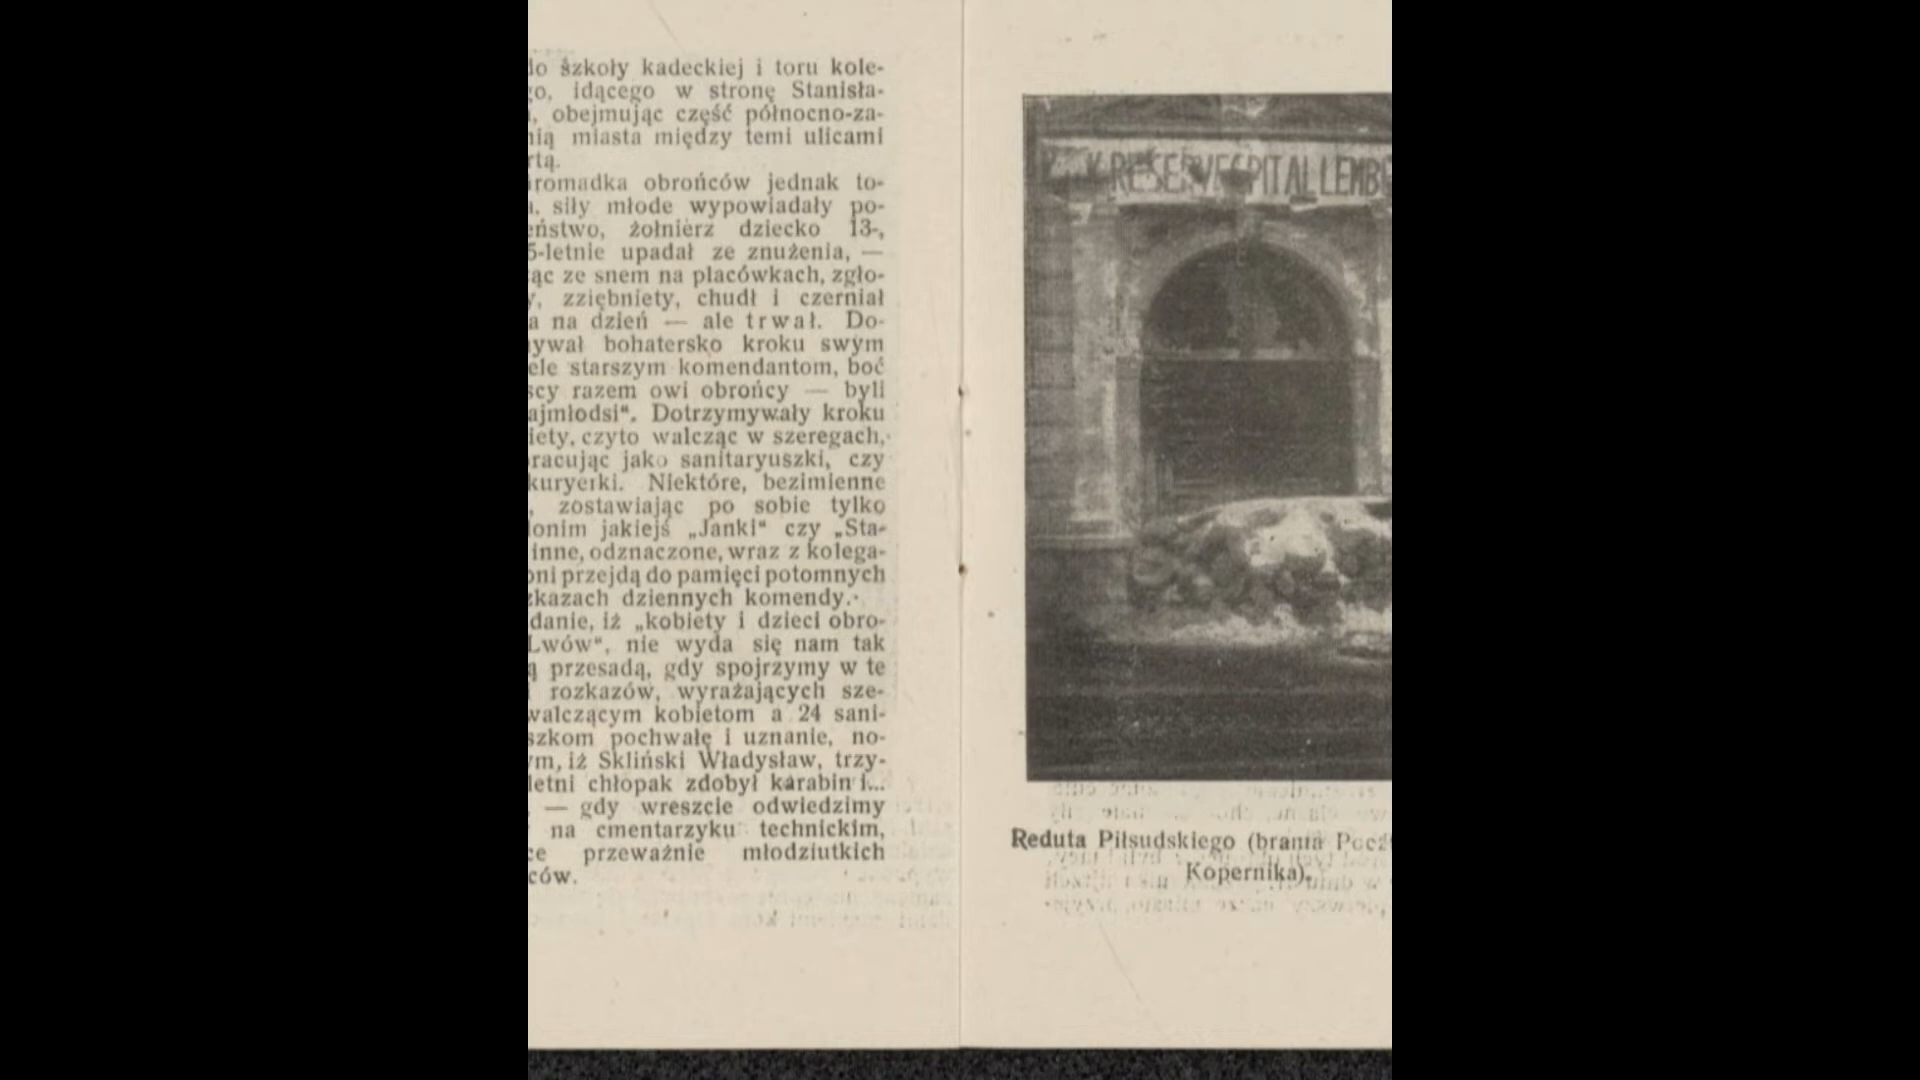 do szkoły kadeckiej i toru kole-
go, idącego w stronę Stanisła-
, obejmując część północno-za-
nią miasta między temi ulicami
rtą.
romadka obrońców jednak to-
. siły młode wypowiadały po-
eństwo, żołnierz dziecko 13-,
5-letnie upadał ze znużenia, —
ąc ze snem na placówkach, zgło-
y, zziębniety, chudł i czerniał
a na dzień — ale trwał. Do-
ywał bohatersko kroku swym
ele starszym komendantom, boć
scy razem owi obrońcy — byli
ajmłodsi“. Dotrzymywały kroku
iety, czyto walcząc w szeregach,
racując jako sanitaryuszki, czy
kuryerki. Niektóre, bezimienne
, zostawiając po sobie tylko
onim jakiejś „Janki“ czy „Sta-
inne, odznaczone, wraz z kolega-
oni przejdą do pamięci potomnych
zkazach dziennych komendy.
danie, iż „kobiety i dzieci obro-
Lwów“, nie wyda się nam tak
ą przesadą, gdy spojrzymy w te
i rozkazów, wyrażających sze-
walczącym kobietom a 24 sani-
szkom pochwałę i uznanie, no-
ym, iż Skliński Władysław, trzy-
letni chłopak zdobył karabin i...
— gdy wreszcie odwiedzimy
na cmentarzyku technickim,
ce przeważnie młodziutkich
ców.
K. K. RESERVESPITAL LEMB
Reduta Piłsudskiego (brama Pocz
Kopernika).